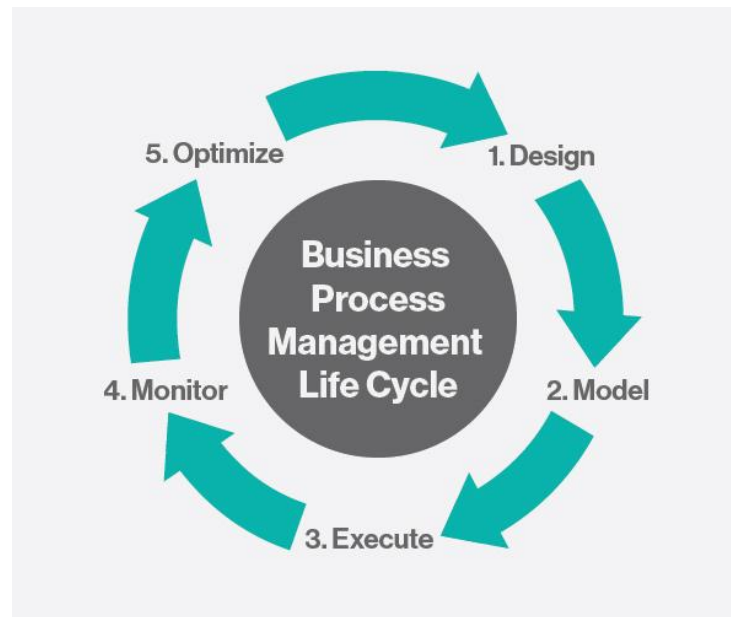 Business
Process
Management
Life Cycle
1. Design
2. Model
3. Execute
4. Monitor
5. Optimize